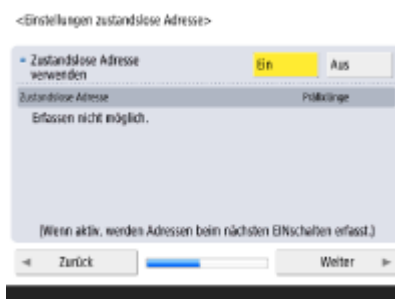 <Einstellungen zustandslose Adresse>
Zustandslose Adresse
verwenden
Ein Aus
Zustandslose Adresse Präfixlänge
Erfassen nicht möglich.
(Wenn aktiv, werden Adressen beim nächsten EINschalten erfasst.)
Zurück Weiter